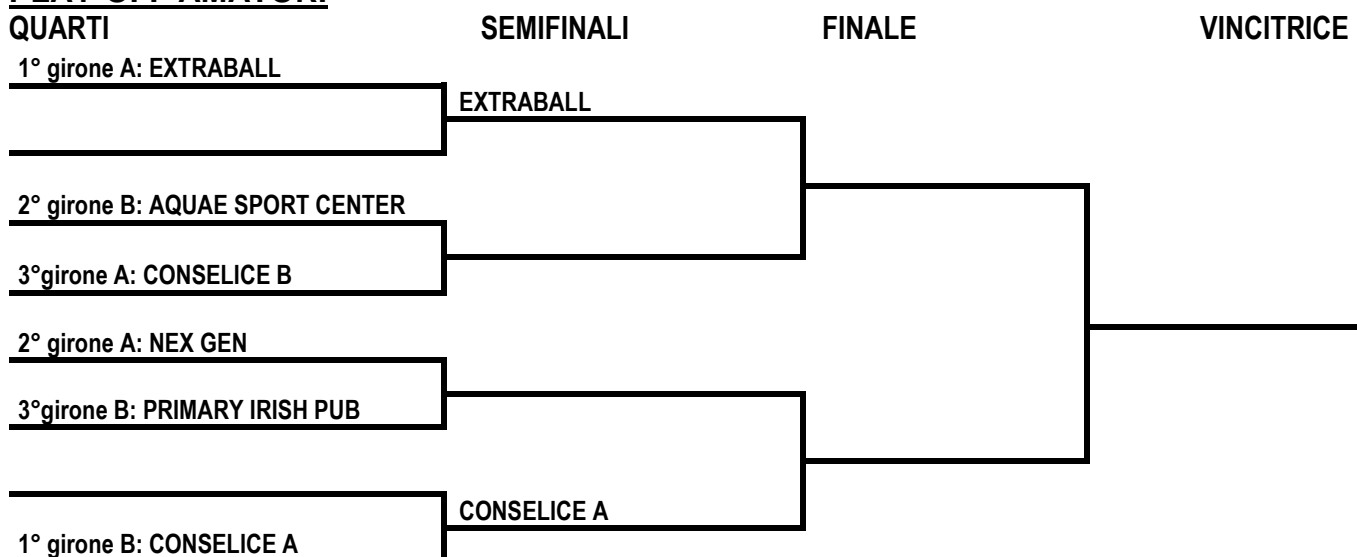 QUARTI SEMIFINALI FINALE VINCITRICE
1° girone A: EXTRABALL
EXTRABALL
2° girone B: AQUAE SPORT CENTER
3°girone A: CONSELICE B
2° girone A: NEX GEN
3°girone B: PRIMARY IRISH PUB
CONSELICE A
1° girone B: CONSELICE A